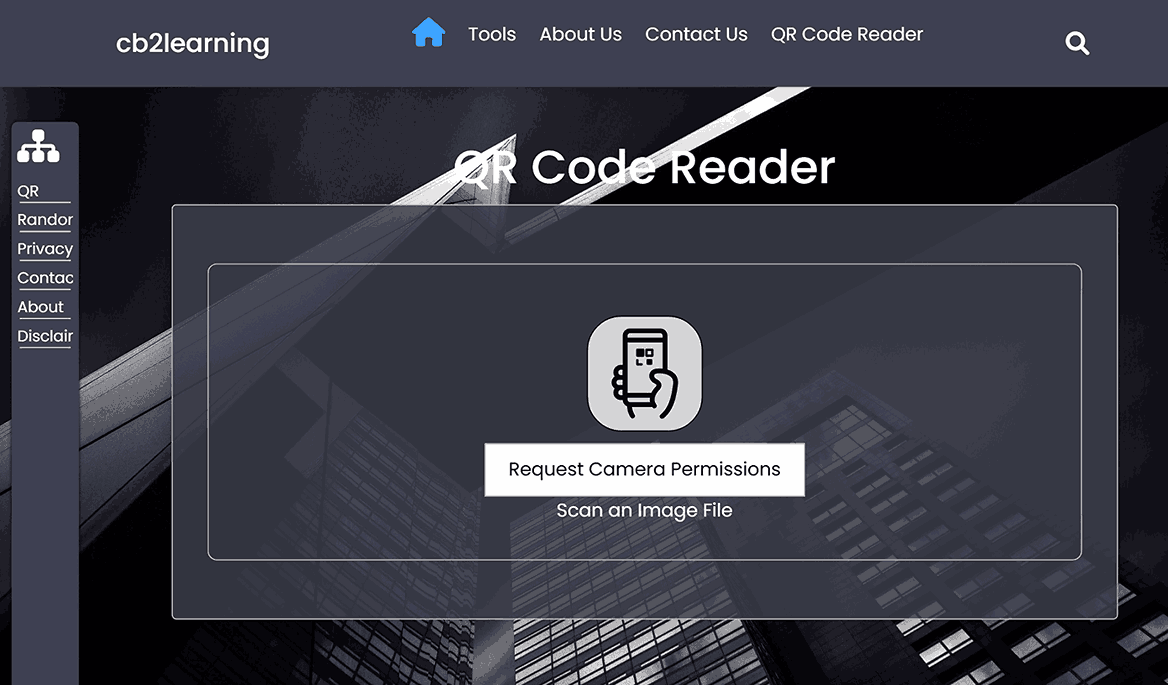 cb2learning
Tools About Us Contact Us QR Code Reader
QR Code Reader
QR
Randor
Privacy
Contac
About
Disclair
Request Camera Permissions
Scan an Image File